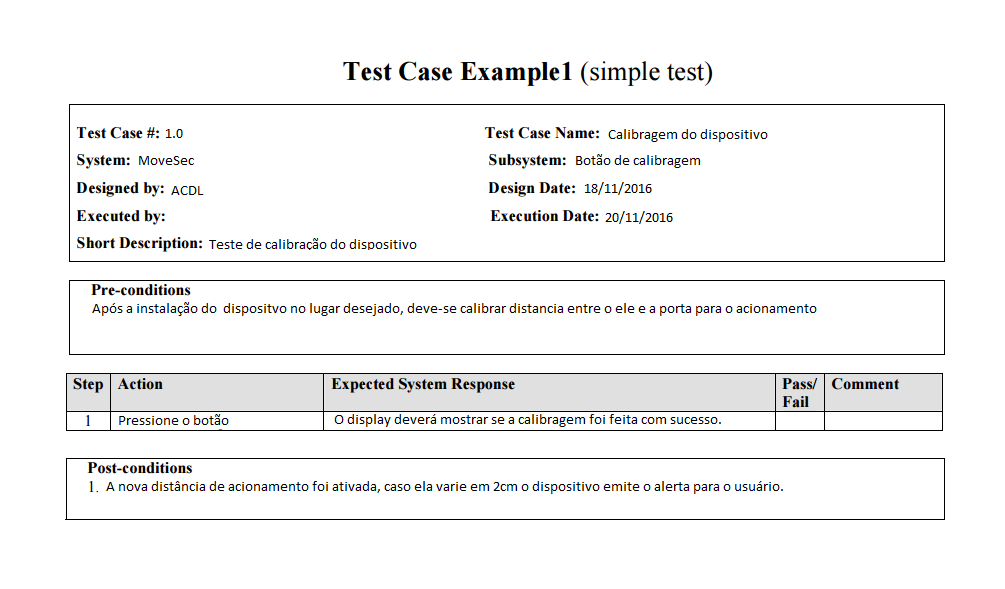 Test Case Example1 (simple test)
Test Case #: 1.0 Test Case Name: Calibragem do dispositivo
System: MoveSec Subsystem: Botão de calibragem
Designed by: ACDL Design Date: 18/11/2016
Executed by: Execution Date: 20/11/2016
Short Description: Teste de calibração do dispositivo
Pre-conditions
Após a instalação do dispositvo no lugar desejado, deve-se calibrar distancia entre o ele e a porta para o acionamento
Step Action Expected System Response Pass/ Comment
Fail
1 Pressione o botão O display deverá mostrar se a calibragem foi feita com sucesso.
Post-conditions
1. A nova distância de acionamento foi ativada, caso ela varie em 2cm o dispositivo emite o alerta para o usuário.